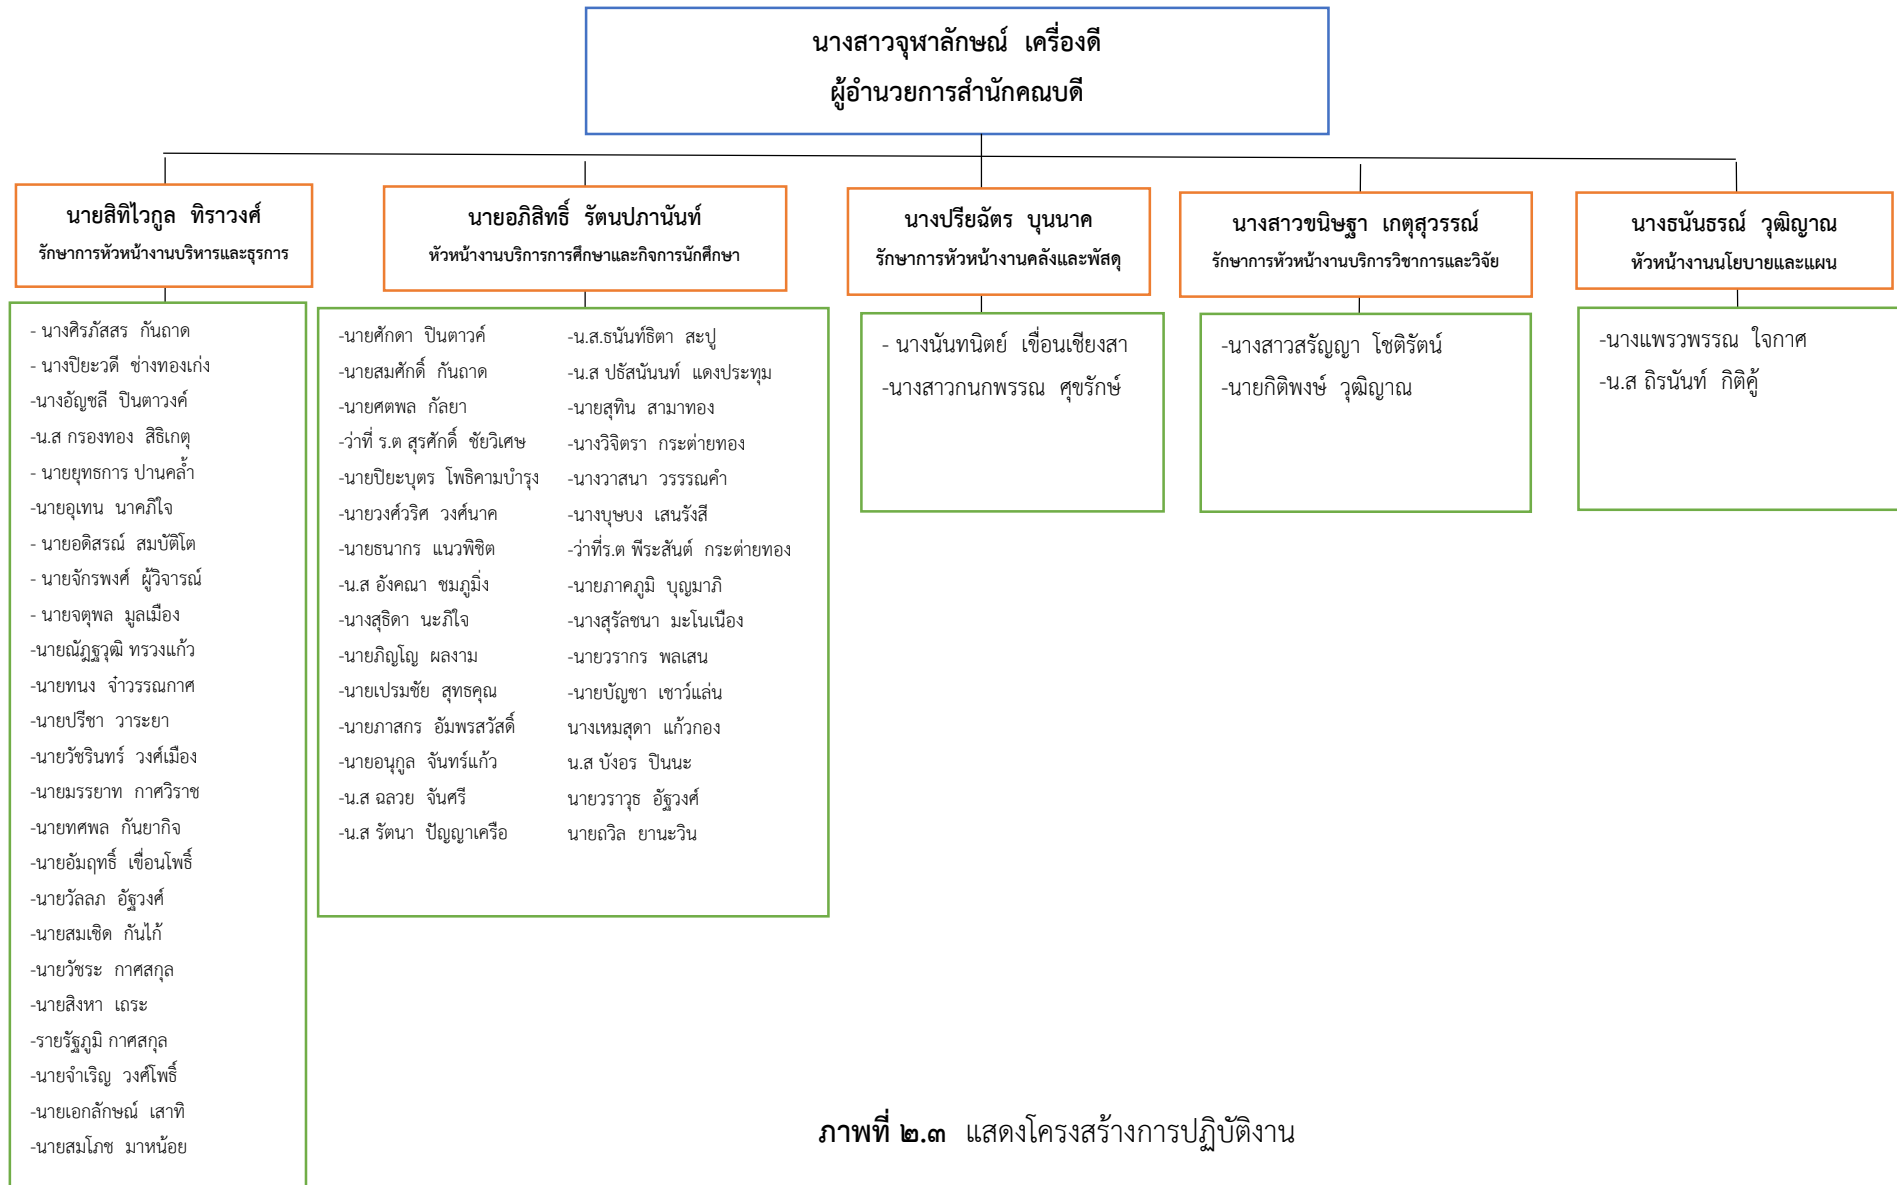 นางสาวจุฬาลักษณ์ เครื่องดี
ผู้อำนวยการสำนักคณบดี
นายสิทิไวกูล ทิราวงศ์
รักษาการหัวหน้างานบริหารและธุรการ
- นางศิรภัสสร กันถาด
- นางปิยะวดี ช่างทองเก่ง
-นางอัญชลี ปินตาวงค์
-น.ส กรองทอง สิธิเกตุ
- นายยุทธการ ปานคล้ำ
-นายอุเทน นาคภิใจ
- นายอดิสรณ์ สมบัติโต
- นายจักรพงศ์ ผู้วิจารณ์
- นายจตุพล มูลเมือง
-นายณัฎฐวุฒิ ทรวงแก้ว
-นายทนง จำวรรณกาศ
-นายปรีชา วาระยา
-นายวัชรินทร์ วงศ์เมือง
-นายมรรยาท กาศวิราช
-นายทศพล กันยากิจ
-นายอัมฤทธิ์ เขื่อนโพธิ์
-นายวัลลภ อัฐวงศ์
-นายสมเชิด กันไก้
-นายวัชระ กาศสกุล
-นายสิงหา เถระ
-รายรัฐภูมิ กาศสกุล
-นายจำเริญ วงศ์โพธิ์
-นายเอกลักษณ์ เสาทิ
-นายสมโภช มาหน้อย
นายอภิสิทธิ์ รัตนปภานันท์
หัวหน้างานบริการการศึกษาและกิจการนักศึกษา
-นายศักดา ปินตาวค์
-นายสมศักดิ์ กันถาด
-นายศตพล กัลยา
-ว่าที่ ร.ต สุรศักดิ์ ชัยวิเศษ
-นายปิยะบุตร โพธิคามบำรุง
-นายวงศ์วริศ วงศ์นาค
-นายธนากร แนวพิชิต
-น.ส อังคณา ชมภูมิ่ง
-นางสุธิดา นะภิใจ
-นายภิญโญ ผลงาม
-นายเปรมชัย สุทธคุณ
-นายภาสกร อัมพรสวัสดิ์
-นายอนุกูล จันทร์แก้ว
-น.ส ฉลวย จันศรี
-น.ส รัตนา ปัญญาเครือ
-น.ส.ธนันท์ธิตา สะปู
-น.ส ปธัสนันนท์ แดงประทุม
-นายสุทิน สามาทอง
-นางวิจิตรา กระต่ายทอง
-นางวาสนา วรรรณคำ
-นางบุษบง เสนรังสี
-ว่าที่ร.ต พีระสันต์ กระต่ายทอง
-นายภาคภูมิ บุญมาภิ
-นางสุรัลชนา มะโนเนือง
-นายวรากร พลเสน
-นายบัญชา เชาว์แล่น
นางเหมสุดา แก้วกอง
น.ส บังอร ปินนะ
นายวราวุธ อัฐวงศ์
นายถวิล ยานะวิน
นางปรียฉัตร บุนนาค
รักษาการหัวหน้างานคลังและพัสดุ
- นางนันทนิตย์ เขื่อนเชียงสา
-นางสาวกนกพรรณ ศุขรักษ์
นางสาวขนิษฐา เกตุสุวรรณ์
รักษาการหัวหน้างานบริการวิชาการและวิจัย
-นางสาวสรัญญา โชติรัตน์
-นายกิติพงษ์ วุฒิญาณ
นางธนันธรณ์ วุฒิญาณ
หัวหน้างานนโยบายและแผน
-นางแพรวพรรณ ใจกาศ
-น.ส ถิรนันท์ กิติคู้
ภาพที่ ๒.๓ แสดงโครงสร้างการปฏิบัติงาน